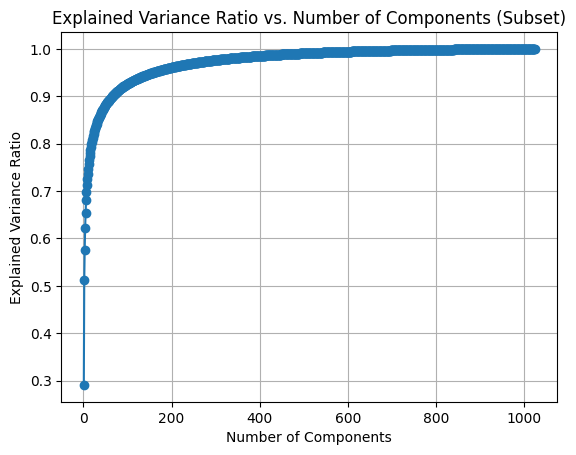 Explained Variance Ratio vs. Number of Components (Subset)
1.0
0.9
0.8
0.7
0.6
0.5
0.4
0.3
Explained Variance Ratio
0 200 400 600 800 1000
Number of Components